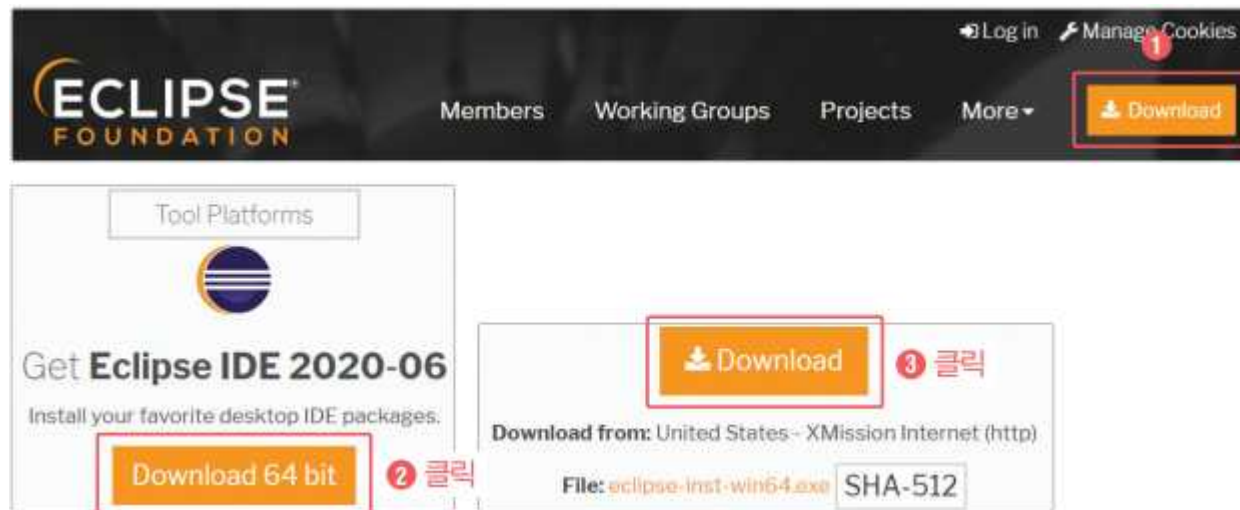 Log in Manage Cookies
1
ECLIPSE
FOUNDATION
Members Working Groups Projects More Download
Tool Platforms
Get Eclipse IDE 2020-06
Install your favorite desktop IDE packages.
Download 64 bit
2 클릭
Download
3 클릭
Download from: United States - XMission Internet (http)
File: eclipse-inst-win64.exe SHA-512